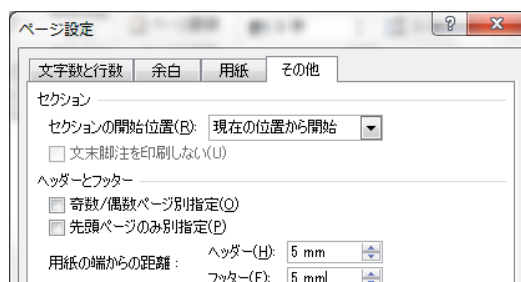 ページ設定
文字数と行数 余白 用紙 その他
セクション
セクションの開始位置(R): 現在の位置から開始
文末脚注を印刷しない(U)
ヘッダーとフッター
奇数/偶数ページ別指定(O)
先頭ページのみ別指定(P)
用紙の端からの距離: ヘッダー(H): 5 mm
フッター(F): 5 mm